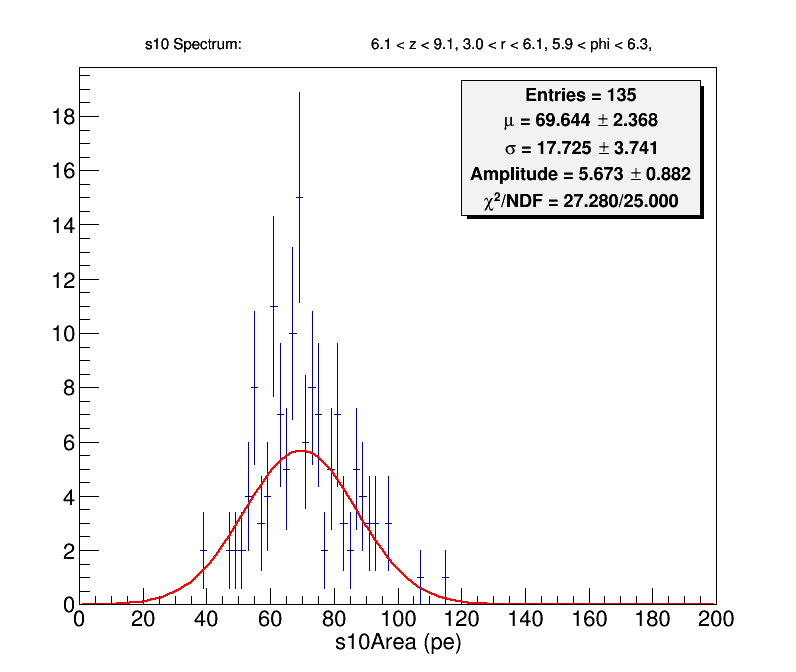 s10 Spectrum: 6.1 < z < 9.1, 3.0 < r < 6.1, 5.9 < phi < 6.3,
Entries = 135
μ = 69.644 ± 2.368
σ = 17.725 ± 3.741
Amplitude = 5.673 ± 0.882
χ²/NDF = 27.280/25.000
18
16
14
12
10
8
6
4
2
0
0 20 40 60 80 100 120 140 160 180 200
s10Area (pe)